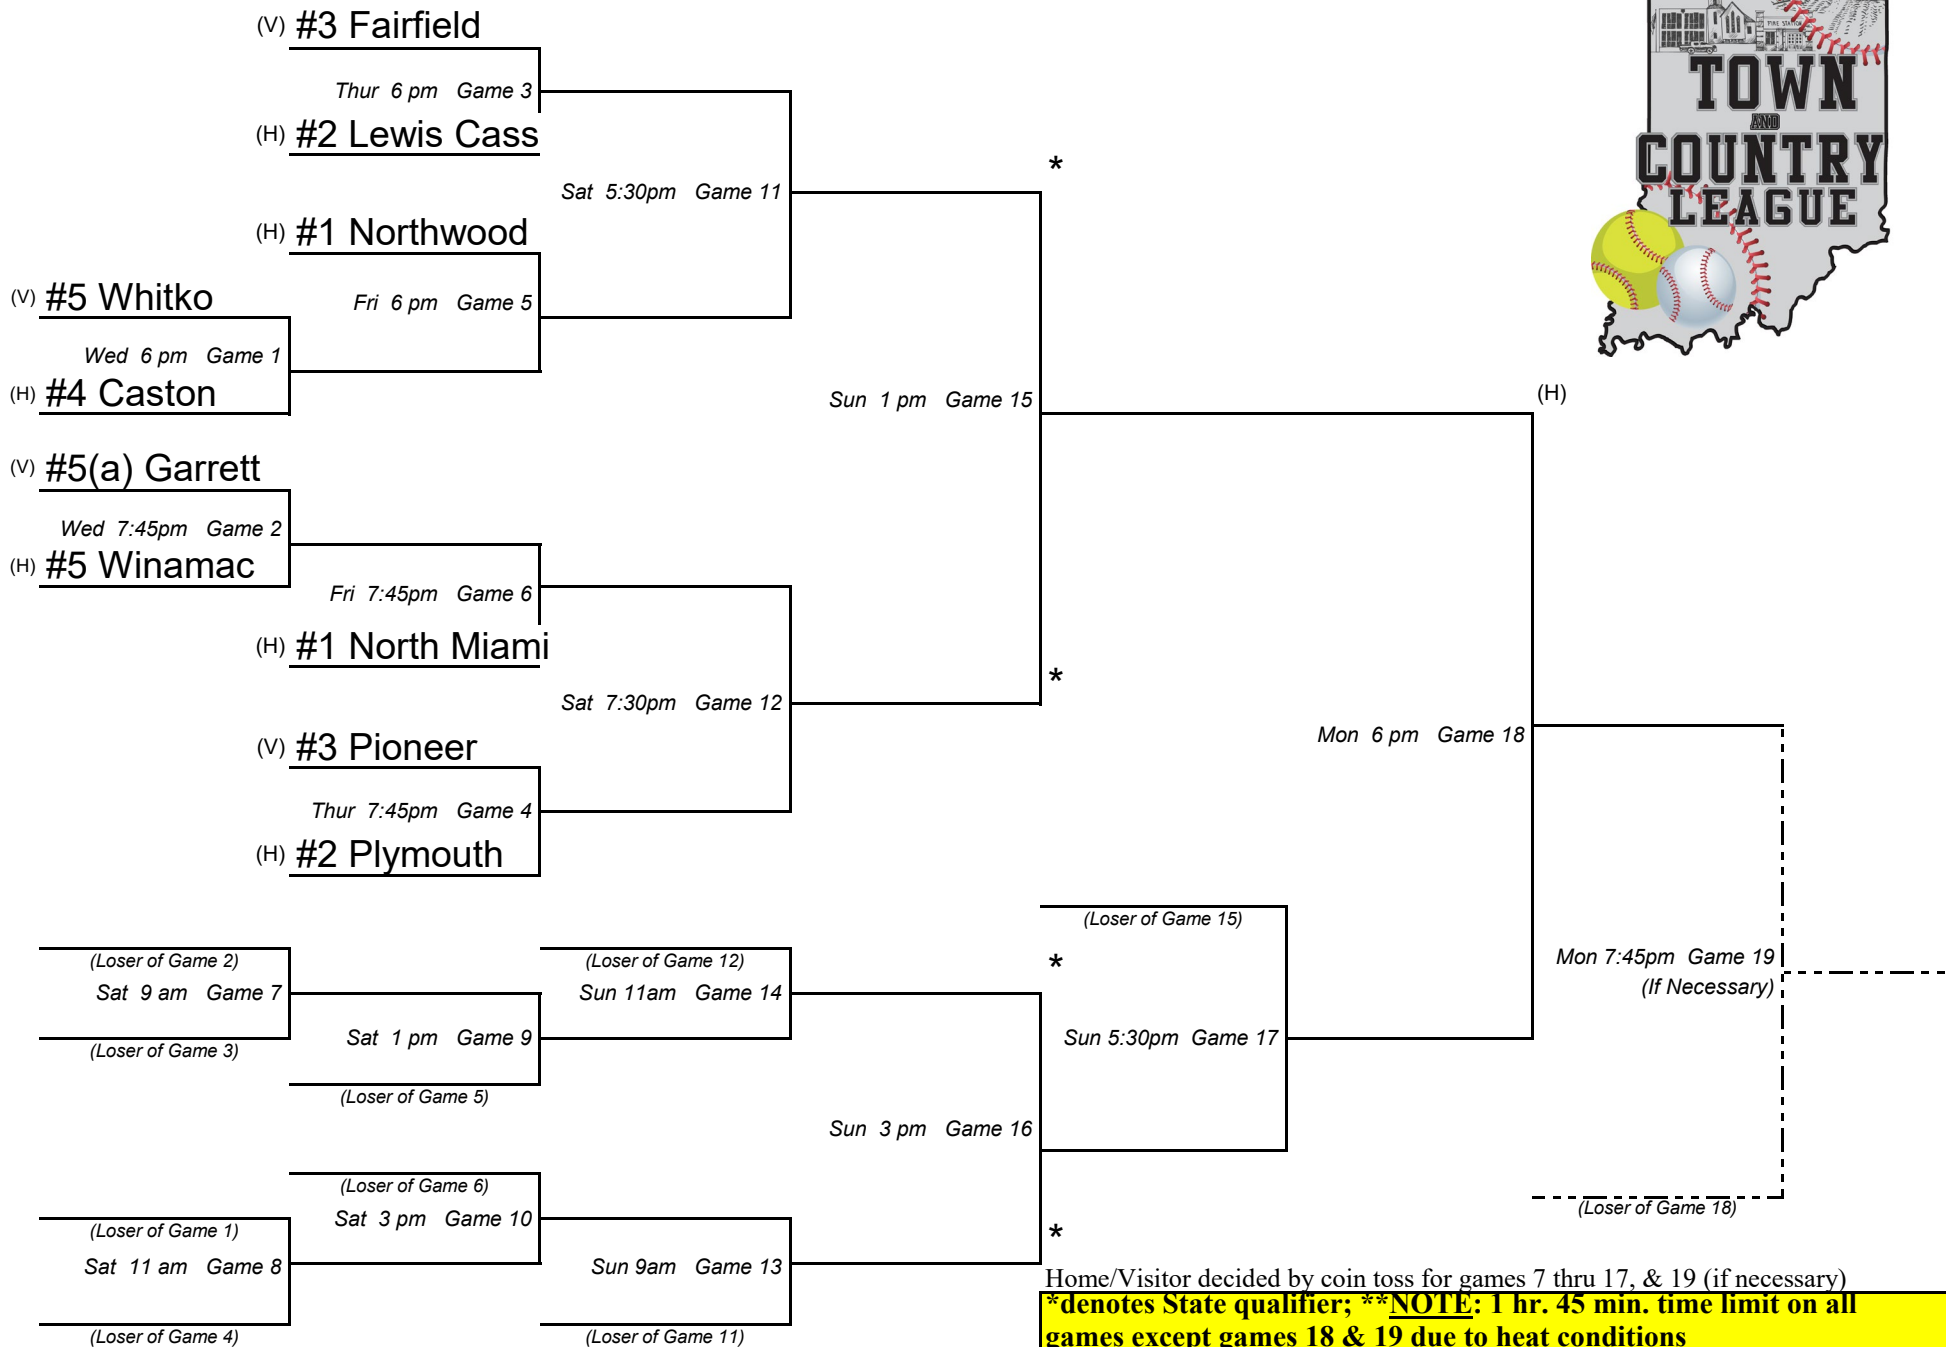 (V) #3 Fairfield
Thur 6 pm Game 3
(H) #2 Lewis Cass
Sat 5:30pm Game 11
(H) #1 Northwood
(V) #5 Whitko
Fri 6 pm Game 5
Wed 6 pm Game 1
(H) #4 Caston
Sun 1 pm Game 15
(V) #5(a) Garrett
Wed 7:45pm Game 2
(H) #5 Winamac
Fri 7:45pm Game 6
(H) #1 North Miami
Sat 7:30pm Game 12
(V) #3 Pioneer
Thur 7:45pm Game 4
(H) #2 Plymouth
*
*
(H)
Mon 6 pm Game 18
FIRE STATION
TOWN
AND
COUNTRY
LEAGUE
(Loser of Game 15)
(Loser of Game 2)
Sat 9 am Game 7
(Loser of Game 3)
(Loser of Game 12)
Sun 11am Game 14
*
Sat 1 pm Game 9
(Loser of Game 5)
Sun 5:30pm Game 17
Mon 7:45pm Game 19
(If Necessary)
Sun 3 pm Game 16
(Loser of Game 6)
Sat 3 pm Game 10
(Loser of Game 1)
Sat 11 am Game 8
(Loser of Game 4)
Sun 9am Game 13
(Loser of Game 11)
*
(Loser of Game 18)
Home/Visitor decided by coin toss for games 7 thru 17, & 19 (if necessary)
*denotes State qualifier; **NOTE: 1 hr. 45 min. time limit on all
games except games 18 & 19 due to heat conditions